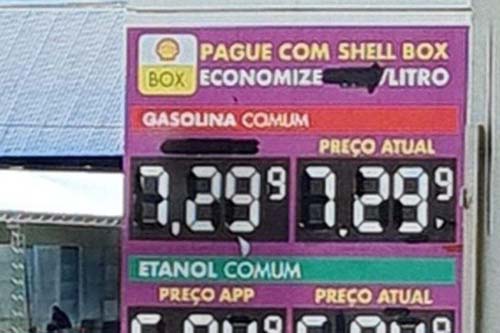 BOX
PAGUE COM SHELL BOX
ECONOMIZE /LITRO
GASOLINA COMUM
PREÇO ATUAL
7,29⁹ 7.29⁹
ETANOL COMUM
PREÇO APP PREÇO ATUAL